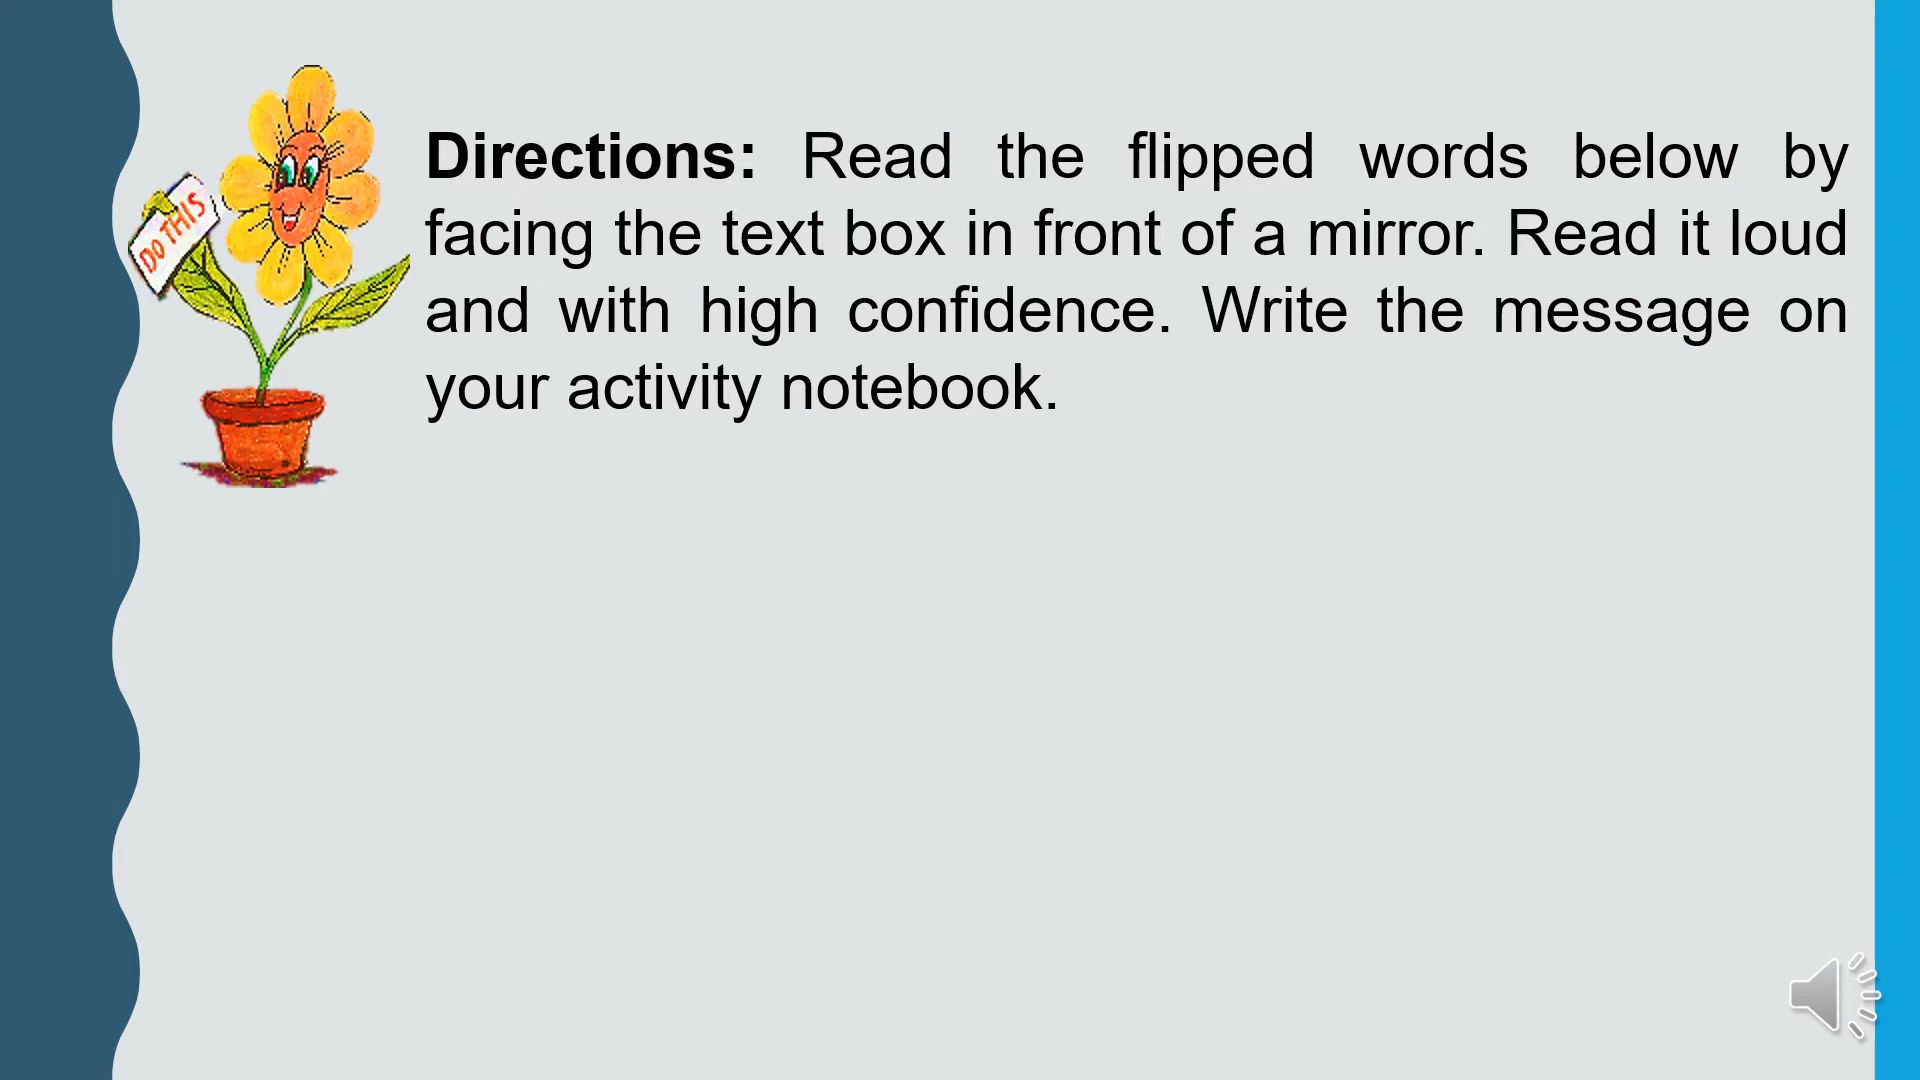 DO THIS
Directions: Read the flipped words below by
facing the text box in front of a mirror. Read it loud
and with high confidence. Write the message on
your activity notebook.